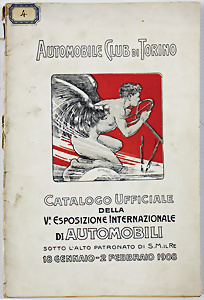 4
AUTOMOBILE CLUB DI TORINO
CATALOGO UFFICIALE
DELLA
Vª ESPOSIZIONE INTERNAZIONALE
DI AUTOMOBILI
SOTTO L'ALTO PATRONATO DI S.M. IL RE
18 GENNAIO - 2 FEBBRAIO 1908